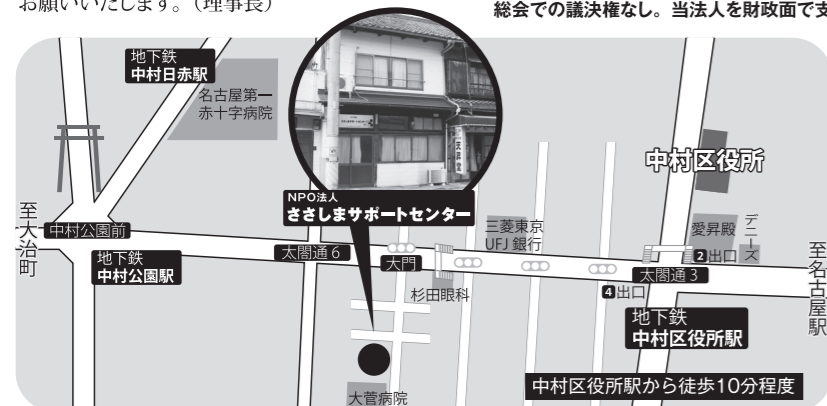 お願いいたします。（理事長）
総会での議決権なし。当法人を財政面で支
地下鉄
中村日赤駅
名古屋第一
赤十字病院
天昇堂
中村区役所
NPO法人
ささしまサポートセンター
至大治町
中村公園前
地下鉄
中村公園駅
太閤通6
大門
三菱東京
UFJ銀行
杉田眼科
愛昇殿
デニーズ
2出口
太閤通3
4出口
至名古屋駅
地下鉄
中村区役所駅
大菅病院
中村区役所駅から徒歩10分程度